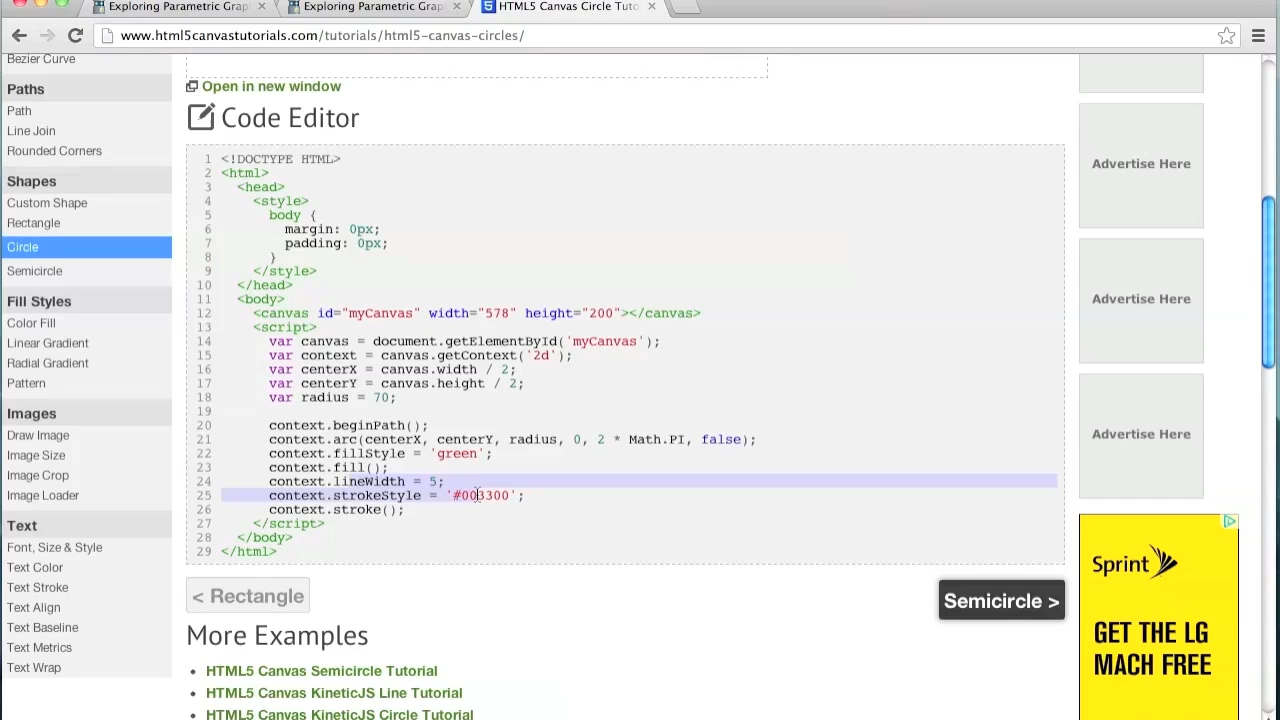 Exploring Parametric Grap
Exploring Parametric Grap
HTML5 Canvas Circle Tuto
www.html5canvastutorials.com/tutorials/html5-canvas-circles/
Bezier Curve
Paths
Path
Line Join
Rounded Corners
Shapes
Custom Shape
Rectangle
Circle
Semicircle
Fill Styles
Color Fill
Linear Gradient
Radial Gradient
Pattern
Images
Draw Image
Image Size
Image Crop
Image Loader
Text
Font, Size & Style
Text Color
Text Stroke
Text Align
Text Baseline
Text Metrics
Text Wrap
Open in new window
Code Editor
1 <!DOCTYPE HTML>
2 <html>
3 <head>
4 <style>
5 body {
6 margin: 0px;
7 padding: 0px;
8 }
9 </style>
10 </head>
11 <body>
12 <canvas id="myCanvas" width="578" height="200"></canvas>
13 <script>
14 var canvas = document.getElementById('myCanvas');
15 var context = canvas.getContext('2d');
16 var centerX = canvas.width / 2;
17 var centerY = canvas.height / 2;
18 var radius = 70;
19
20 context.beginPath();
21 context.arc(centerX, centerY, radius, 0, 2 * Math.PI, false);
22 context.fillStyle = 'green';
23 context.fill();
24 context.lineWidth = 5;
25 context.strokeStyle = '#003300';
26 context.stroke();
27 </script>
28 </body>
29 </html>
< Rectangle
Semicircle >
More Examples
HTML5 Canvas Semicircle Tutorial
HTML5 Canvas KineticJS Line Tutorial
HTML5 Canvas KineticJS Circle Tutorial
Advertise Here
Advertise Here
Advertise Here
Sprint
GET THE LG
MACH FREE